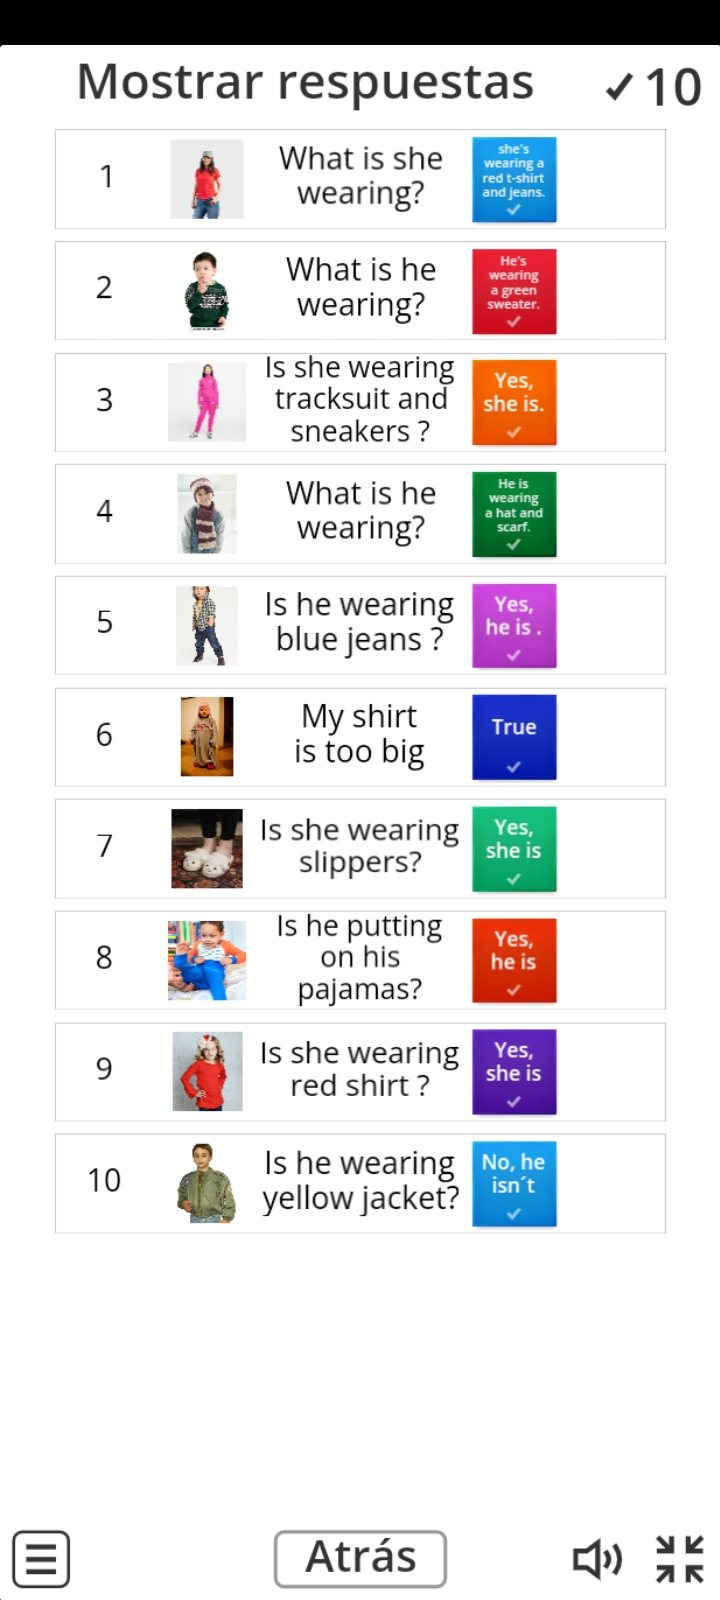 Mostrar respuestas ✓10
1
What is she
wearing?
she's
wearing a
red t-shirt
and jeans.
2
What is he
wearing?
He's
wearing
a green
sweater.
3
Is she wearing
tracksuit and
sneakers ?
Yes,
she is.
4
What is he
wearing?
He is
wearing
a hat and
scarf.
5
Is he wearing
blue jeans ?
Yes,
he is .
6
My shirt
is too big
True
7
Is she wearing
slippers?
Yes,
she is
8
Is he putting
on his
pajamas?
Yes,
he is
9
Is she wearing
red shirt ?
Yes,
she is
10
Is he wearing
yellow jacket?
No, he
isn´t
Atrás